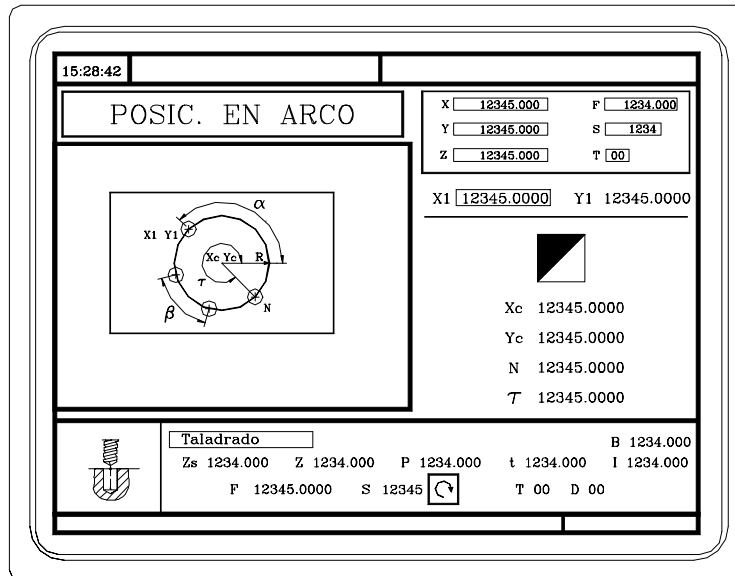 15:28:42
POSIC. EN ARCO
X 12345.000 F 1234.000
Y 12345.000 S 1234
Z 12345.000 T 00
X1 12345.0000 Y1 12345.0000
α
X1 Y1
Xc Yc R
τ
N
β
Xc 12345.0000
Yc 12345.0000
N 12345.0000
τ 12345.0000
Taladrado
B 1234.000
Zs 1234.000 Z 1234.000 P 1234.000 t 1234.000 I 1234.000
F 12345.0000 S 12345 T 00 D 00